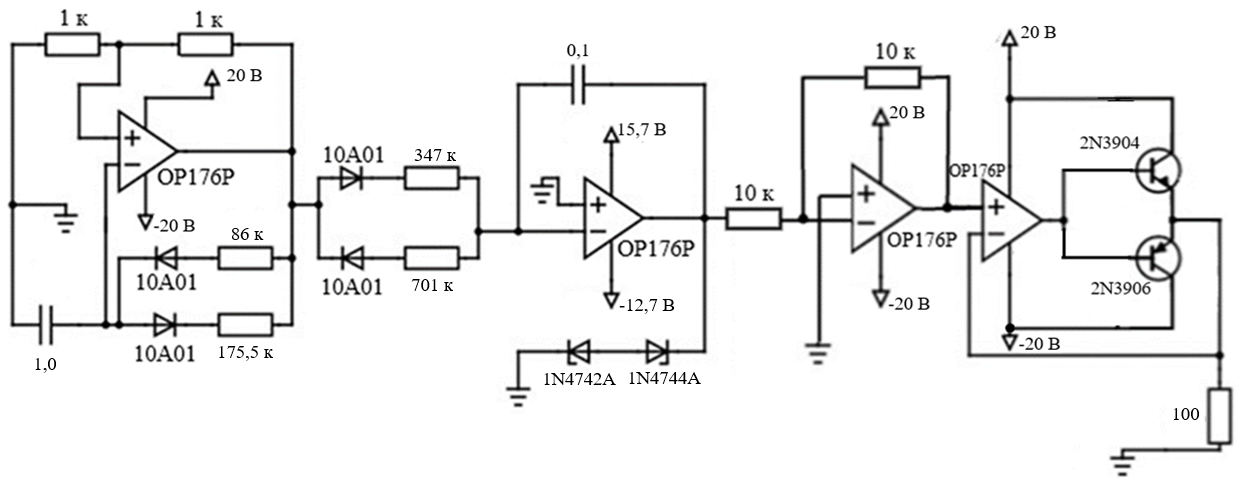 1 к
1 к
20 В
OP176P
-20 В
86 к
10A01
10A01
175,5 к
1,0
10A01
347 к
10A01
701 к
0,1
15,7 В
OP176P
-12,7 В
1N4742A
1N4744A
10 к
10 к
20 В
OP176P
-20 В
20 В
OP176P
-20 В
2N3904
2N3906
100